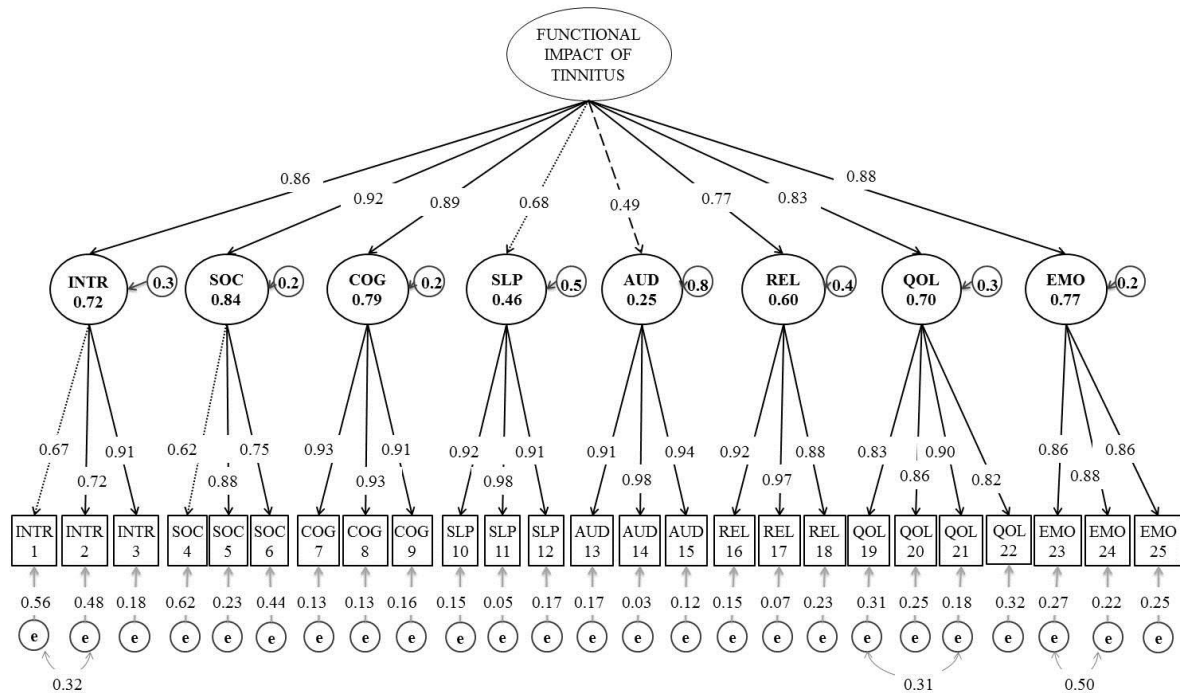 FUNCTIONAL
IMPACT OF
TINNITUS
0.86
0.92
0.89
0.68
0.49
0.77
0.83
0.88
INTR
0.72
0.3
SOC
0.84
0.2
COG
0.79
0.2
SLP
0.46
0.5
AUD
0.25
0.8
REL
0.60
0.4
QOL
0.70
0.3
EMO
0.77
0.2
0.67
0.72
0.91
0.62
0.88
0.75
0.93
0.93
0.91
0.92
0.98
0.91
0.91
0.98
0.94
0.92
0.97
0.88
0.83
0.86
0.90
0.82
0.86
0.88
0.86
INTR
1
INTR
2
INTR
3
SOC
4
SOC
5
SOC
6
COG
7
COG
8
COG
9
SLP
10
SLP
11
SLP
12
AUD
13
AUD
14
AUD
15
REL
16
REL
17
REL
18
QOL
19
QOL
20
QOL
21
QOL
22
EMO
23
EMO
24
EMO
25
0.56 0.48 0.18 0.62 0.23 0.44 0.13 0.13 0.16 0.15 0.05 0.17 0.17 0.03 0.12 0.15 0.07 0.23 0.31 0.25 0.18 0.32 0.27 0.22 0.25
e e e e e e e e e e e e e e e e e e e e e e e e e
0.32
0.31
0.50